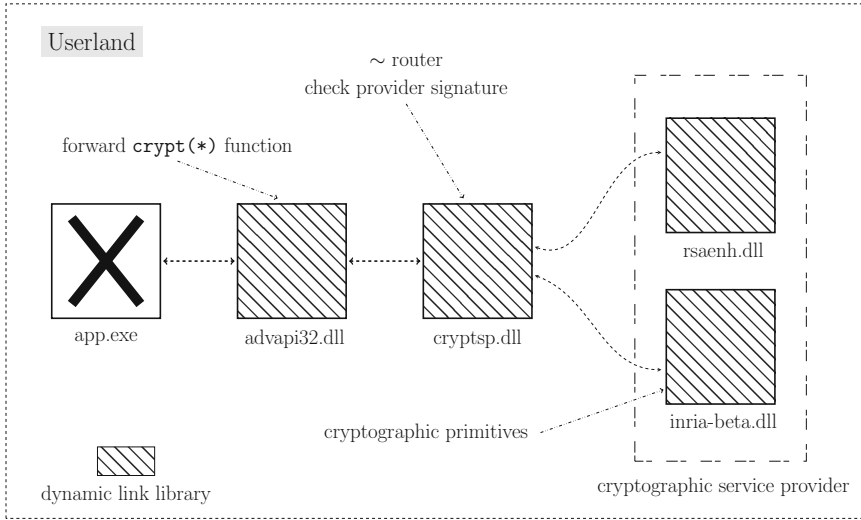 Userland
∼ router
check provider signature
forward crypt(*) function
rsaenh.dll
app.exe
advapi32.dll
cryptsp.dll
inria-beta.dll
cryptographic primitives
dynamic link library
cryptographic service provider